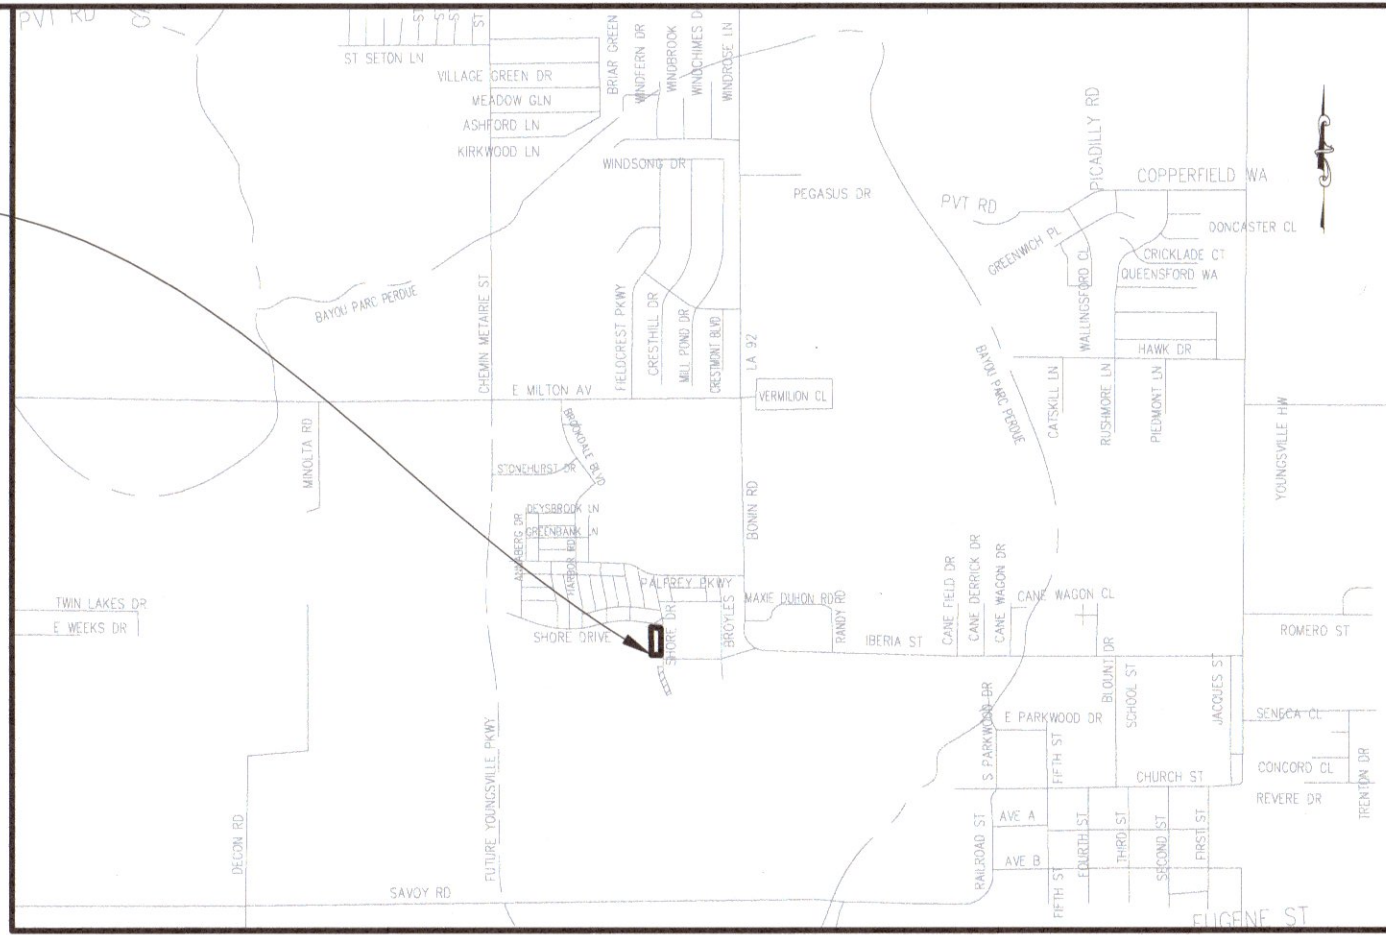 PVT RD
ST
ST
ST
ST
ST SETON LN
VILLAGE GREEN DR
MEADOW GLN
ASHFORD LN
KIRKWOOD LN
BRIAR GREEN
WINDFERN DR
WINDBROOK
WINDCHIMES D
WINDROSE LN
WINDSONG DR
PEGASUS DR
PICADILLY RD
COPPERFIELD WA
PVT RD
DONCASTER CL
GREENWICH PL
CRICKLADE CT
QUEENSFORD WA
WALLINGSFORD CL
HAWK DR
BAYOU PARC PERDUE
CHEMIN METAIRIE ST
FIELDCREST PKWY
CRESTHILL DR
MILL POND DR
CRESTMONT BLVD
LA 92
BAYOU PARC PERDUE
CATSKILL LN
RUSHMORE LN
PIEDMONT LN
E MILTON AV
VERMILION CL
MINOLTA RD
BROOKDALE BLVD
STONEHURST DR
YOUNGSVILLE HW
DEYSBROOK LN
GREENBANK LN
ANNABERG DR
HARBOR RD
BONIN RD
PALFREY PKWY
TWIN LAKES DR
E WEEKS DR
SHORE DRIVE
SHORE DR
BROYLES
MAXIE DUHON RD
RANDY RD
IBERIA ST
CANE FIELD DR
CANE DERRICK DR
CANE WAGON DR
CANE WAGON CL
ROMERO ST
BLOUNT DR
SCHOOL ST
JACQUES ST
S PARKWOOD DR
E PARKWOOD DR
FIFTH ST
SENECA CL
CONCORD CL
REVERE DR
TRENTON DR
CHURCH ST
FUTURE YOUNGSVILLE PKWY
DECON RD
SAVOY RD
RAILROAD ST
AVE A
AVE B
FIFTH ST
FOURTH ST
THIRD ST
SECOND ST
FIRST ST
EUGENE ST